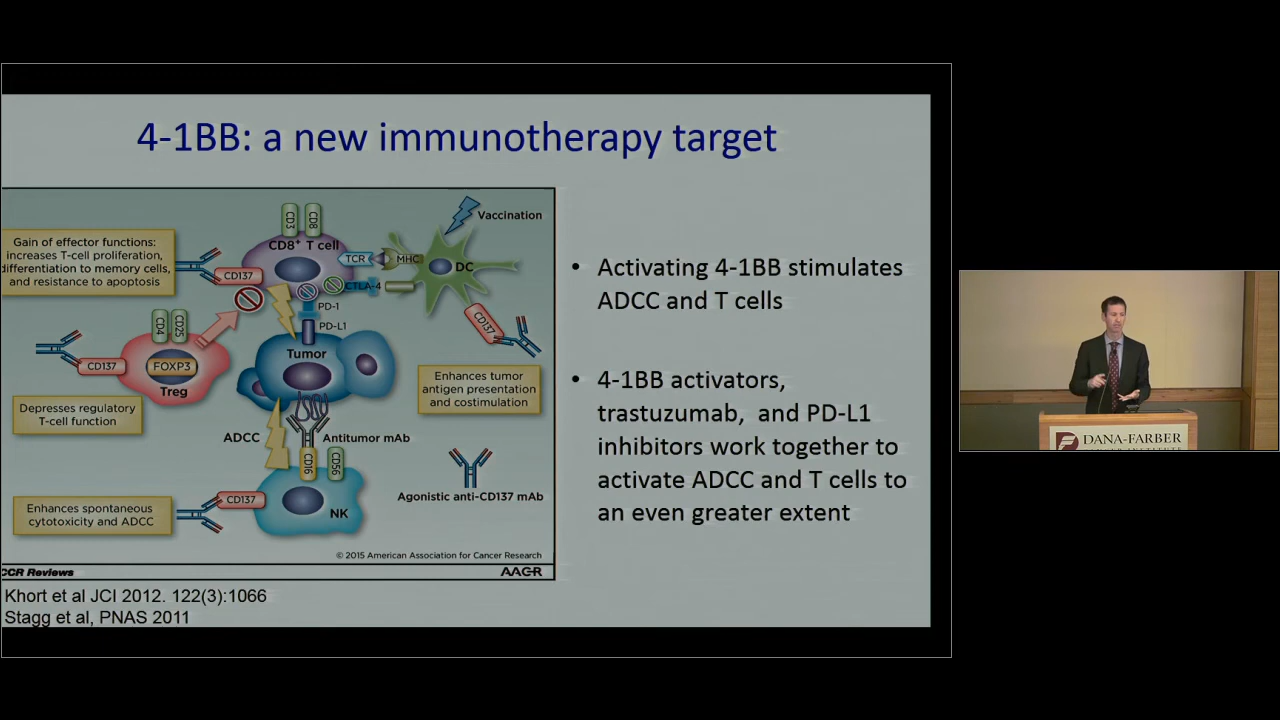 4-1BB: a new immunotherapy target
Vaccination
CD3
CD8
CD8+ T cell
Gain of effector functions:
increases T-cell proliferation,
differentiation to memory cells,
and resistance to apoptosis
CD137
TCR
MHC
DC
CTLA-4
PD-1
PD-L1
CD137
CD4
CD25
CD137
FOXP3
Treg
Tumor
Enhances tumor
antigen presentation
and costimulation
Depresses regulatory
T-cell function
ADCC
Antitumor mAb
CD16
CD56
Agonistic anti-CD137 mAb
CD137
NK
Enhances spontaneous
cytotoxicity and ADCC
© 2015 American Association for Cancer Research
CCR Reviews
AACR
Khort et al JCI 2012. 122(3):1066
Stagg et al, PNAS 2011
• Activating 4-1BB stimulates
ADCC and T cells
• 4-1BB activators,
trastuzumab, and PD-L1
inhibitors work together to
activate ADCC and T cells to
an even greater extent
DANA-FARBER